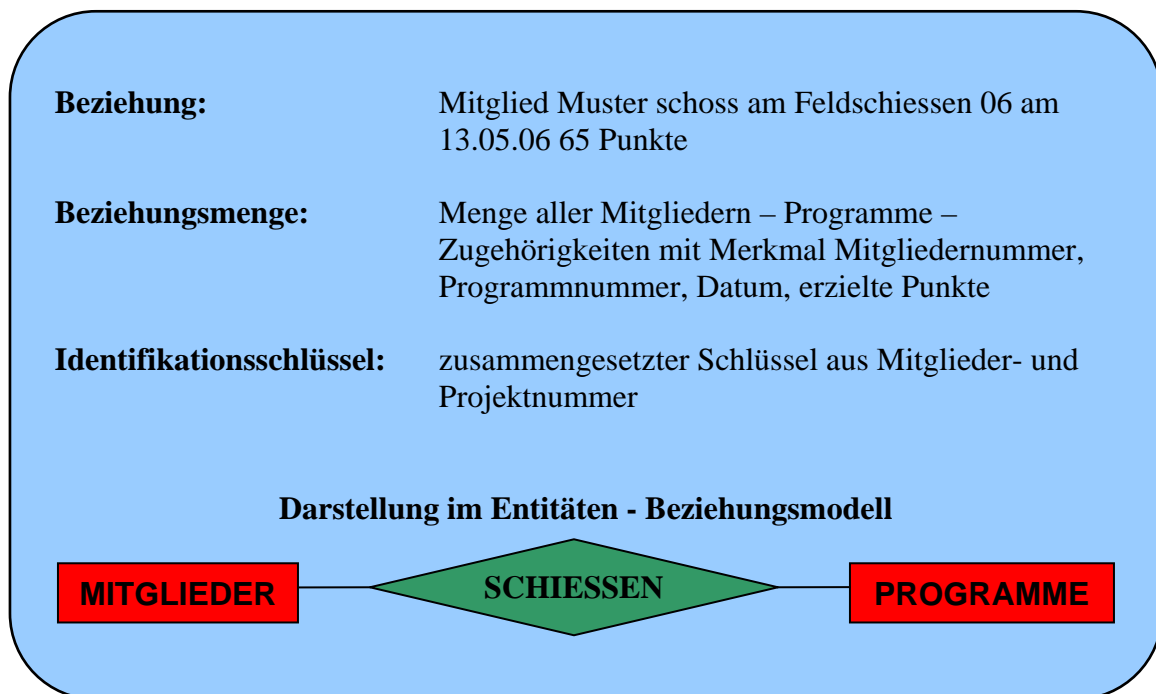 Beziehung: Mitglied Muster schoss am Feldschiessen 06 am
13.05.06 65 Punkte
Beziehungsmenge: Menge aller Mitgliedern – Programme –
Zugehörigkeiten mit Merkmal Mitgliedernummer,
Programmnummer, Datum, erzielte Punkte
Identifikationsschlüssel: zusammengesetzter Schlüssel aus Mitglieder- und
Projektnummer
Darstellung im Entitäten - Beziehungsmodell
MITGLIEDER SCHIESSEN PROGRAMME